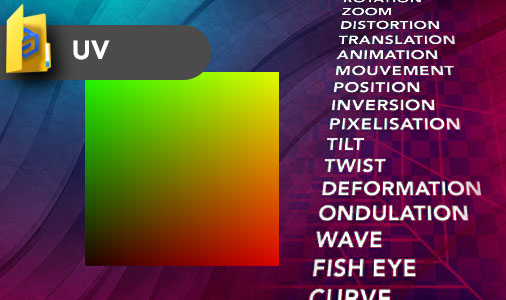 UV
ROTATION
ZOOM
DISTORTION
TRANSLATION
ANIMATION
MOUVEMENT
POSITION
INVERSION
PIXELISATION
TILT
TWIST
DEFORMATION
ONDULATION
WAVE
FISH EYE
CURVE